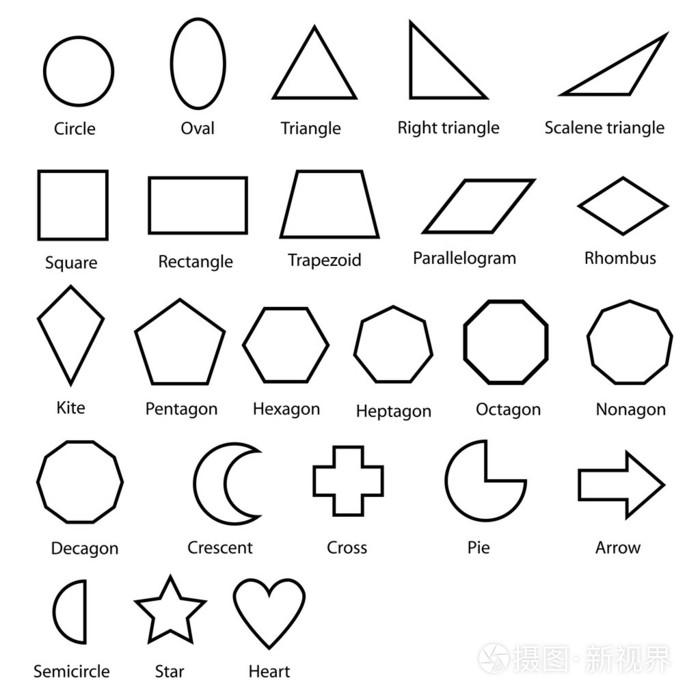 Circle Oval Triangle Right triangle Scalene triangle
Square Rectangle Trapezoid Parallelogram Rhombus
Kite Pentagon Hexagon Heptagon Octagon Nonagon
Decagon Crescent Cross Pie Arrow
Semicircle Star Heart
摄图·新视界